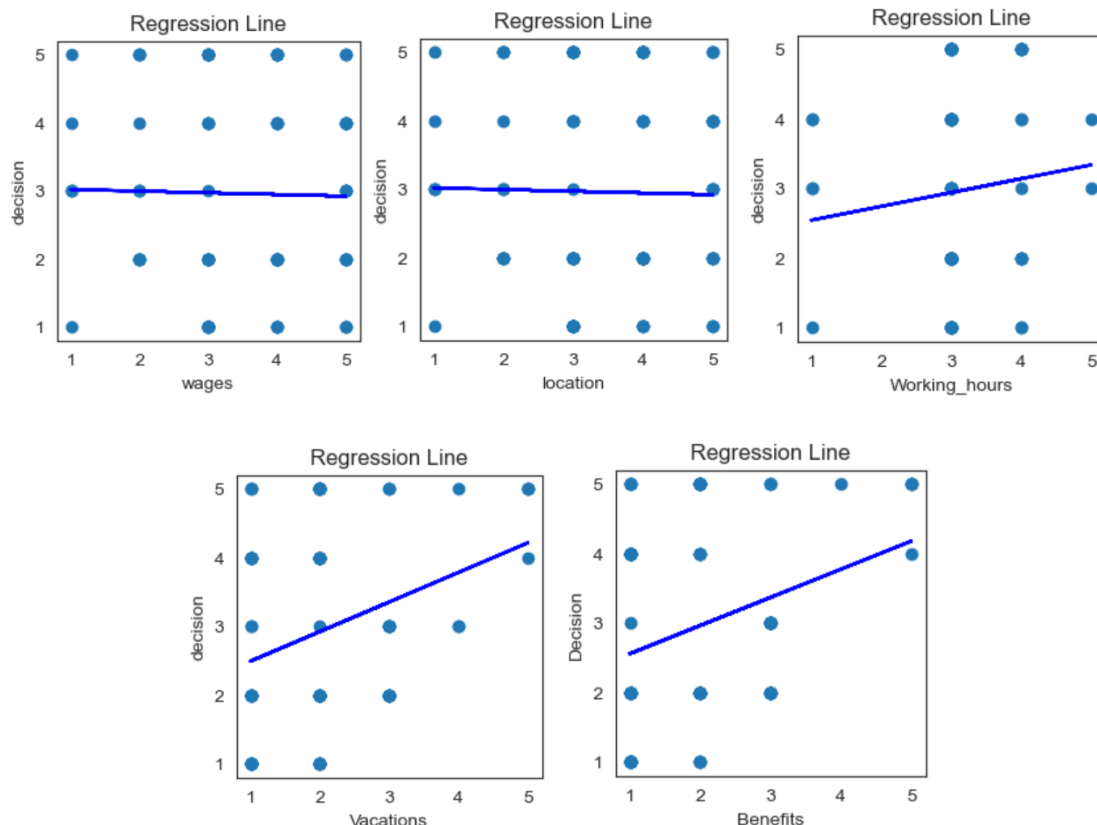 Regression Line
5
4
3
2
1
decision
1 2 3 4 5
wages
Regression Line
5
4
3
2
1
decision
1 2 3 4 5
location
Regression Line
5
4
3
2
1
decision
1 2 3 4 5
Working_hours
Regression Line
5
4
3
2
1
decision
1 2 3 4 5
Vacations
Regression Line
5
4
3
2
1
Decision
1 2 3 4 5
Benefits